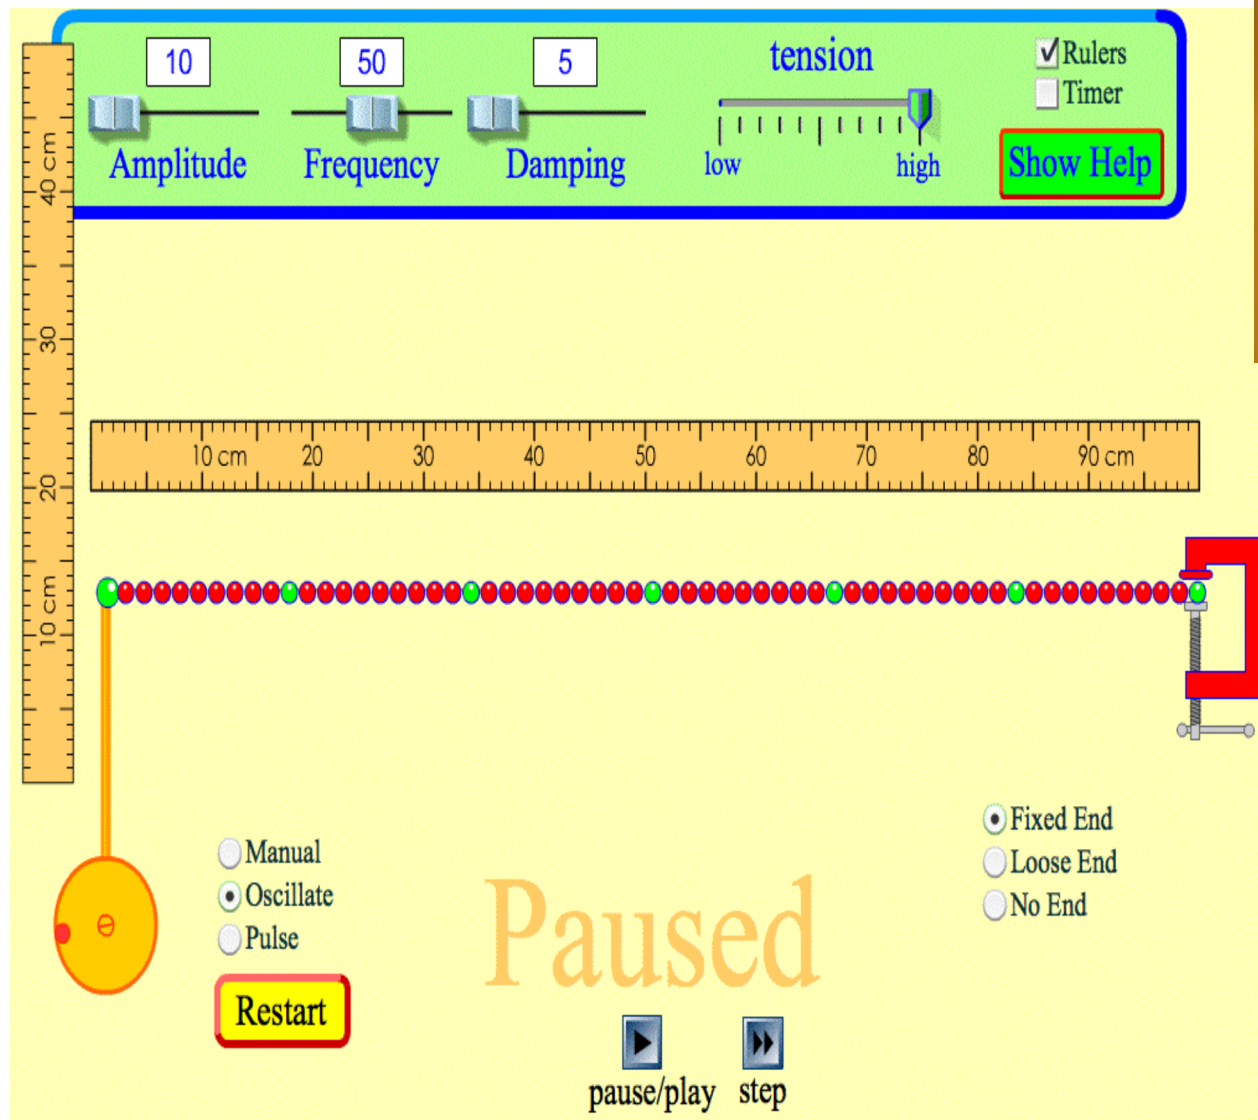 10 50 5 tension Rulers
Timer
Amplitude Frequency Damping low high Show Help
40 cm
30
20
10 cm
10 cm 20 30 40 50 60 70 80 90 cm
Manual
Oscillate
Pulse
Restart
Fixed End
Loose End
No End
Paused
pause/play step